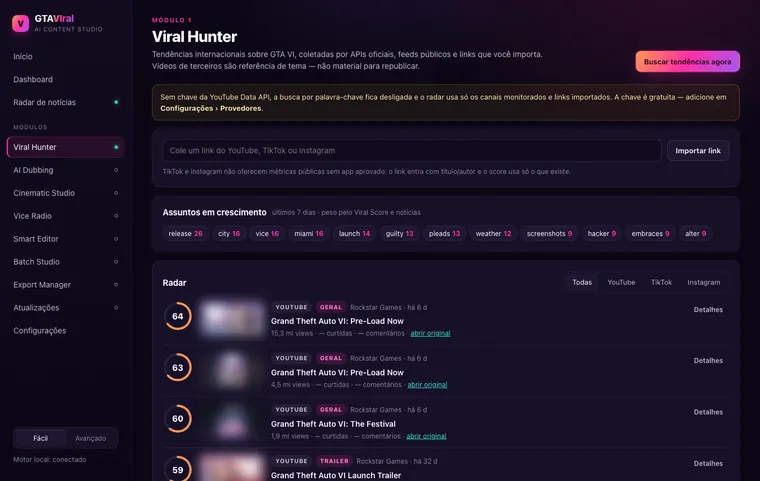 V
GTAViral
AI CONTENT STUDIO
Início
Dashboard
Radar de notícias
MÓDULOS
Viral Hunter
AI Dubbing
Cinematic Studio
Vice Radio
Smart Editor
Batch Studio
Export Manager
Atualizações
Configurações
Fácil
Avançado
Motor local: conectado
MÓDULO 1
Viral Hunter
Tendências internacionais sobre GTA VI, coletadas por APIs oficiais, feeds públicos e links que você importa.
Vídeos de terceiros são referência de tema — não material para republicar.
Buscar tendências agora
Sem chave da YouTube Data API, a busca por palavra-chave fica desligada e o radar usa só os canais monitorados e links importados. A chave é gratuita — adicione em
Configurações › Provedores.
Cole um link do YouTube, TikTok ou Instagram
Importar link
TikTok e Instagram não oferecem métricas públicas sem app aprovado: o link entra com título/autor e o score usa só o que existe.
Assuntos em crescimento últimos 7 dias · peso pelo Viral Score e notícias
release 26 city 16 vice 16 miami 16 launch 14 guilty 13 pleads 13 weather 12 screenshots 9 hacker 9 embraces 9 alter 9
Radar
Todas YouTube TikTok Instagram
64
YOUTUBE GERAL Rockstar Games · há 6 d
Grand Theft Auto VI: Pre-Load Now
15,3 mi views · — curtidas · — comentários · abrir original
Detalhes
63
YOUTUBE GERAL Rockstar Games · há 6 d
Grand Theft Auto VI: Pre-Load Now
4,5 mi views · — curtidas · — comentários · abrir original
Detalhes
60
YOUTUBE GERAL Rockstar Games · há 6 d
Grand Theft Auto VI: The Festival
1,9 mi views · — curtidas · — comentários · abrir original
Detalhes
59
YOUTUBE TRAILER Rockstar Games · há 32 d
Grand Theft Auto VI Launch Trailer
Detalhes